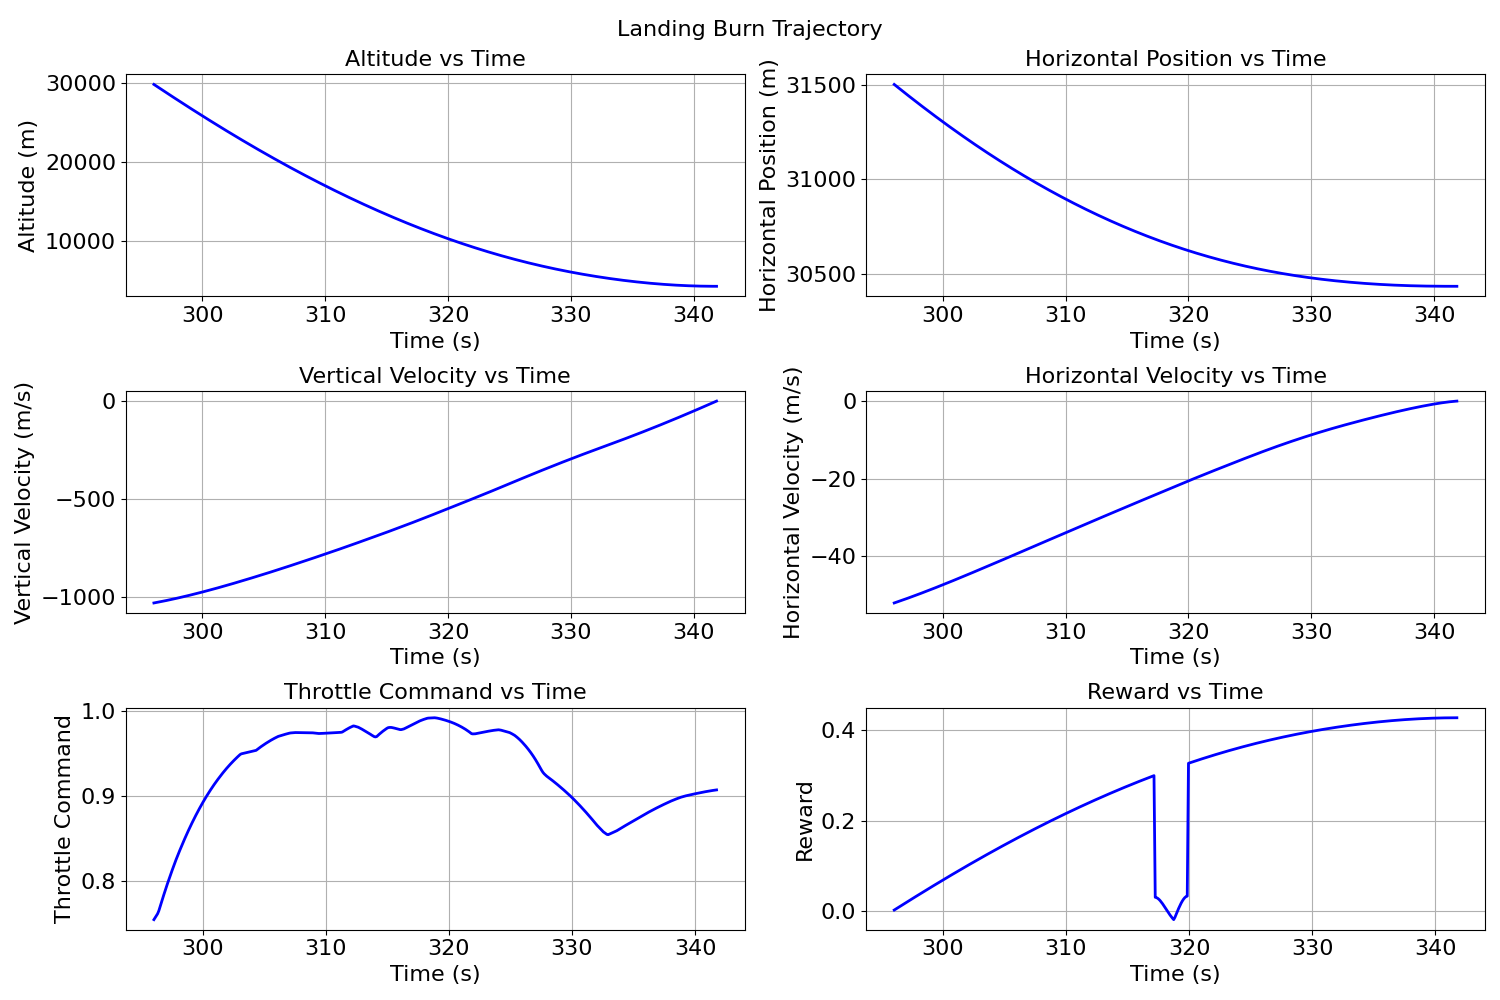 Landing Burn Trajectory
Altitude vs Time
Altitude (m)
30000
20000
10000
300 310 320 330 340
Time (s)
Horizontal Position vs Time
Horizontal Position (m)
31500
31000
30500
300 310 320 330 340
Time (s)
Vertical Velocity vs Time
Vertical Velocity (m/s)
0
−500
−1000
300 310 320 330 340
Time (s)
Horizontal Velocity vs Time
Horizontal Velocity (m/s)
0
−20
−40
300 310 320 330 340
Time (s)
Throttle Command vs Time
Throttle Command
1.0
0.9
0.8
300 310 320 330 340
Time (s)
Reward vs Time
Reward
0.4
0.2
0.0
300 310 320 330 340
Time (s)